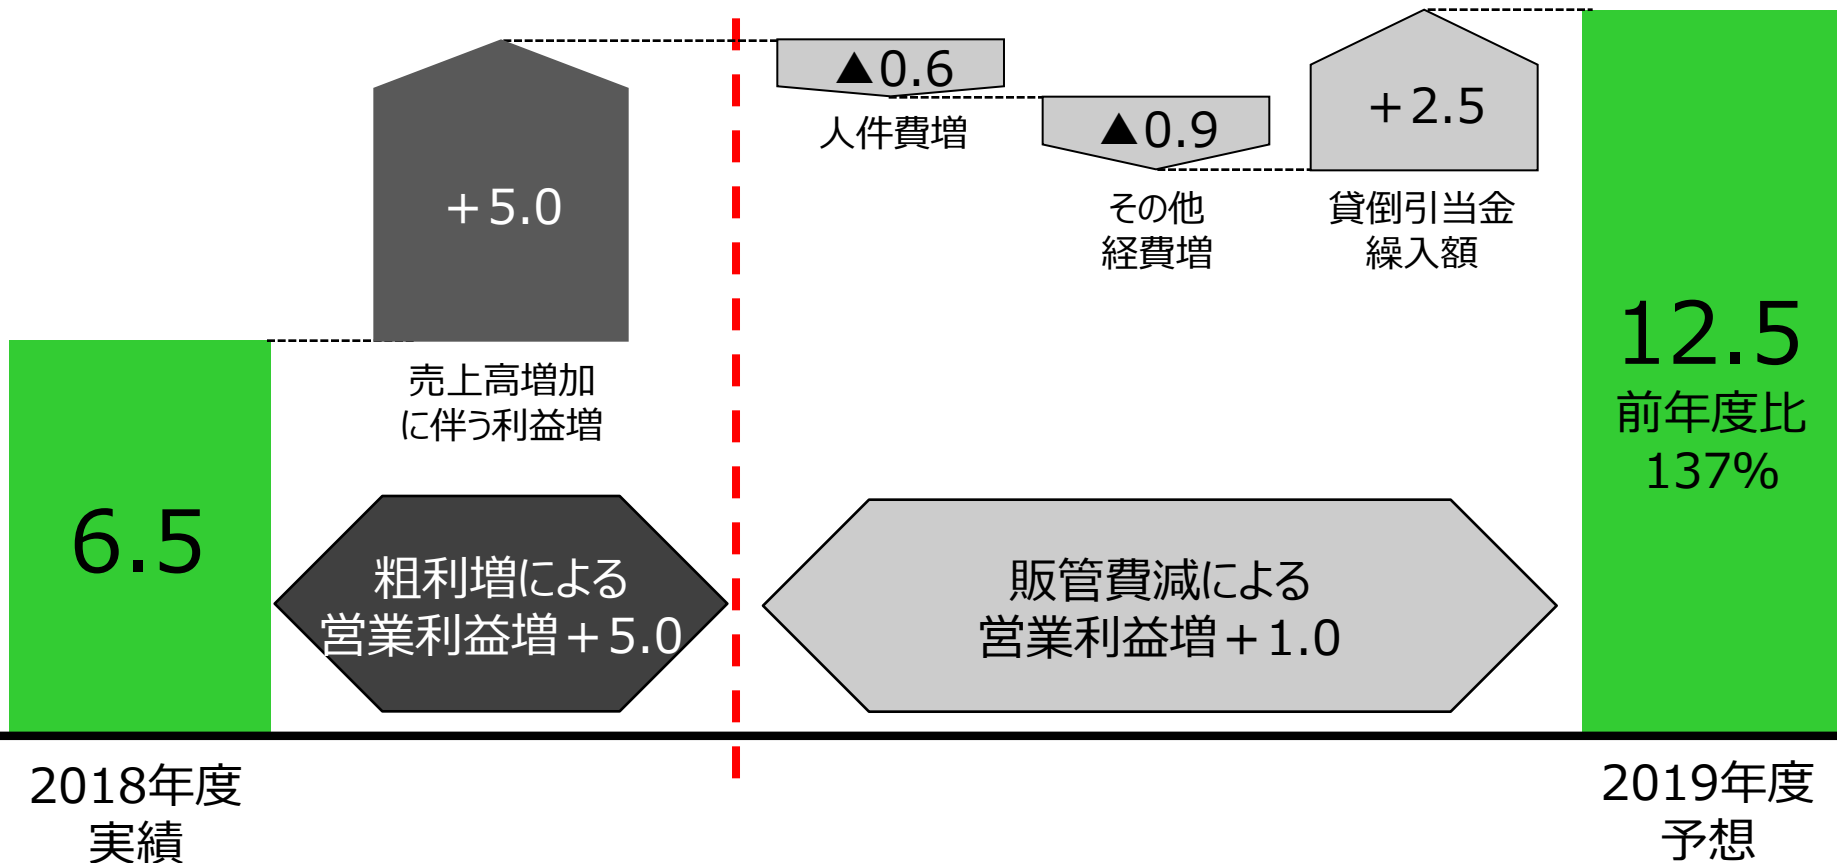 +5.0
▲0.6
人件費増
▲0.9
その他
経費増
+2.5
貸倒引当金
繰入額
売上高増加
に伴う利益増
6.5
粗利増による
営業利益増+5.0
販管費減による
営業利益増+1.0
12.5
前年度比
137%
2018年度
実績
2019年度
予想